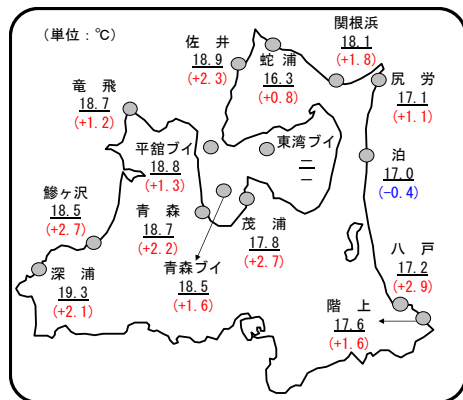 (単位：℃)
関根浜
18.1
(+1.8)
佐　井
18.9
(+2.3)
蛇　浦
16.3
(+0.8)
尻　労
17.1
(+1.1)
竜　飛
18.7
(+1.2)
平舘ブイ
18.8
(+1.3)
東湾ブイ
二
一
泊
17.0
(-0.4)
鰺ヶ沢
18.5
(+2.7)
青　森
18.7
(+2.2)
茂　浦
17.8
(+2.7)
青森ブイ
18.5
(+1.6)
深　浦
19.3
(+2.1)
八　戸
17.2
(+2.9)
階　上
17.6
(+1.6)